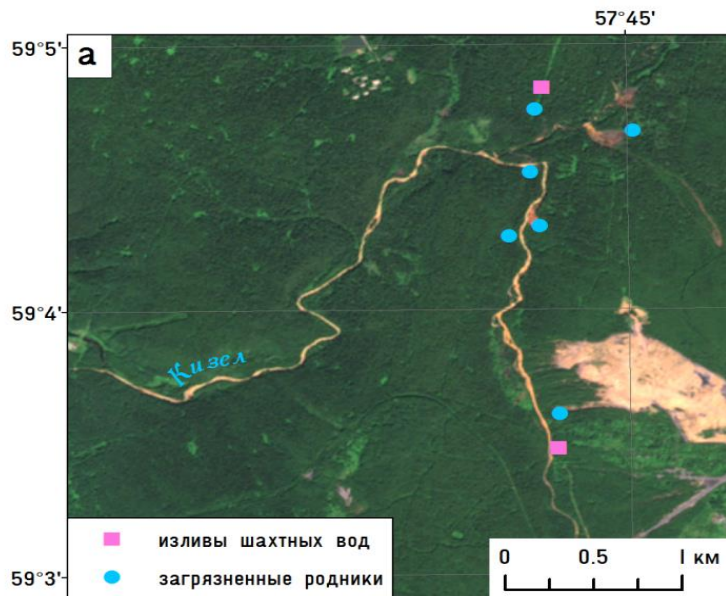 57°45'
59°5'
а
59°4'
Кизел
59°3'
изливы шахтных вод
загрязненные родники
0 0.5 1 км